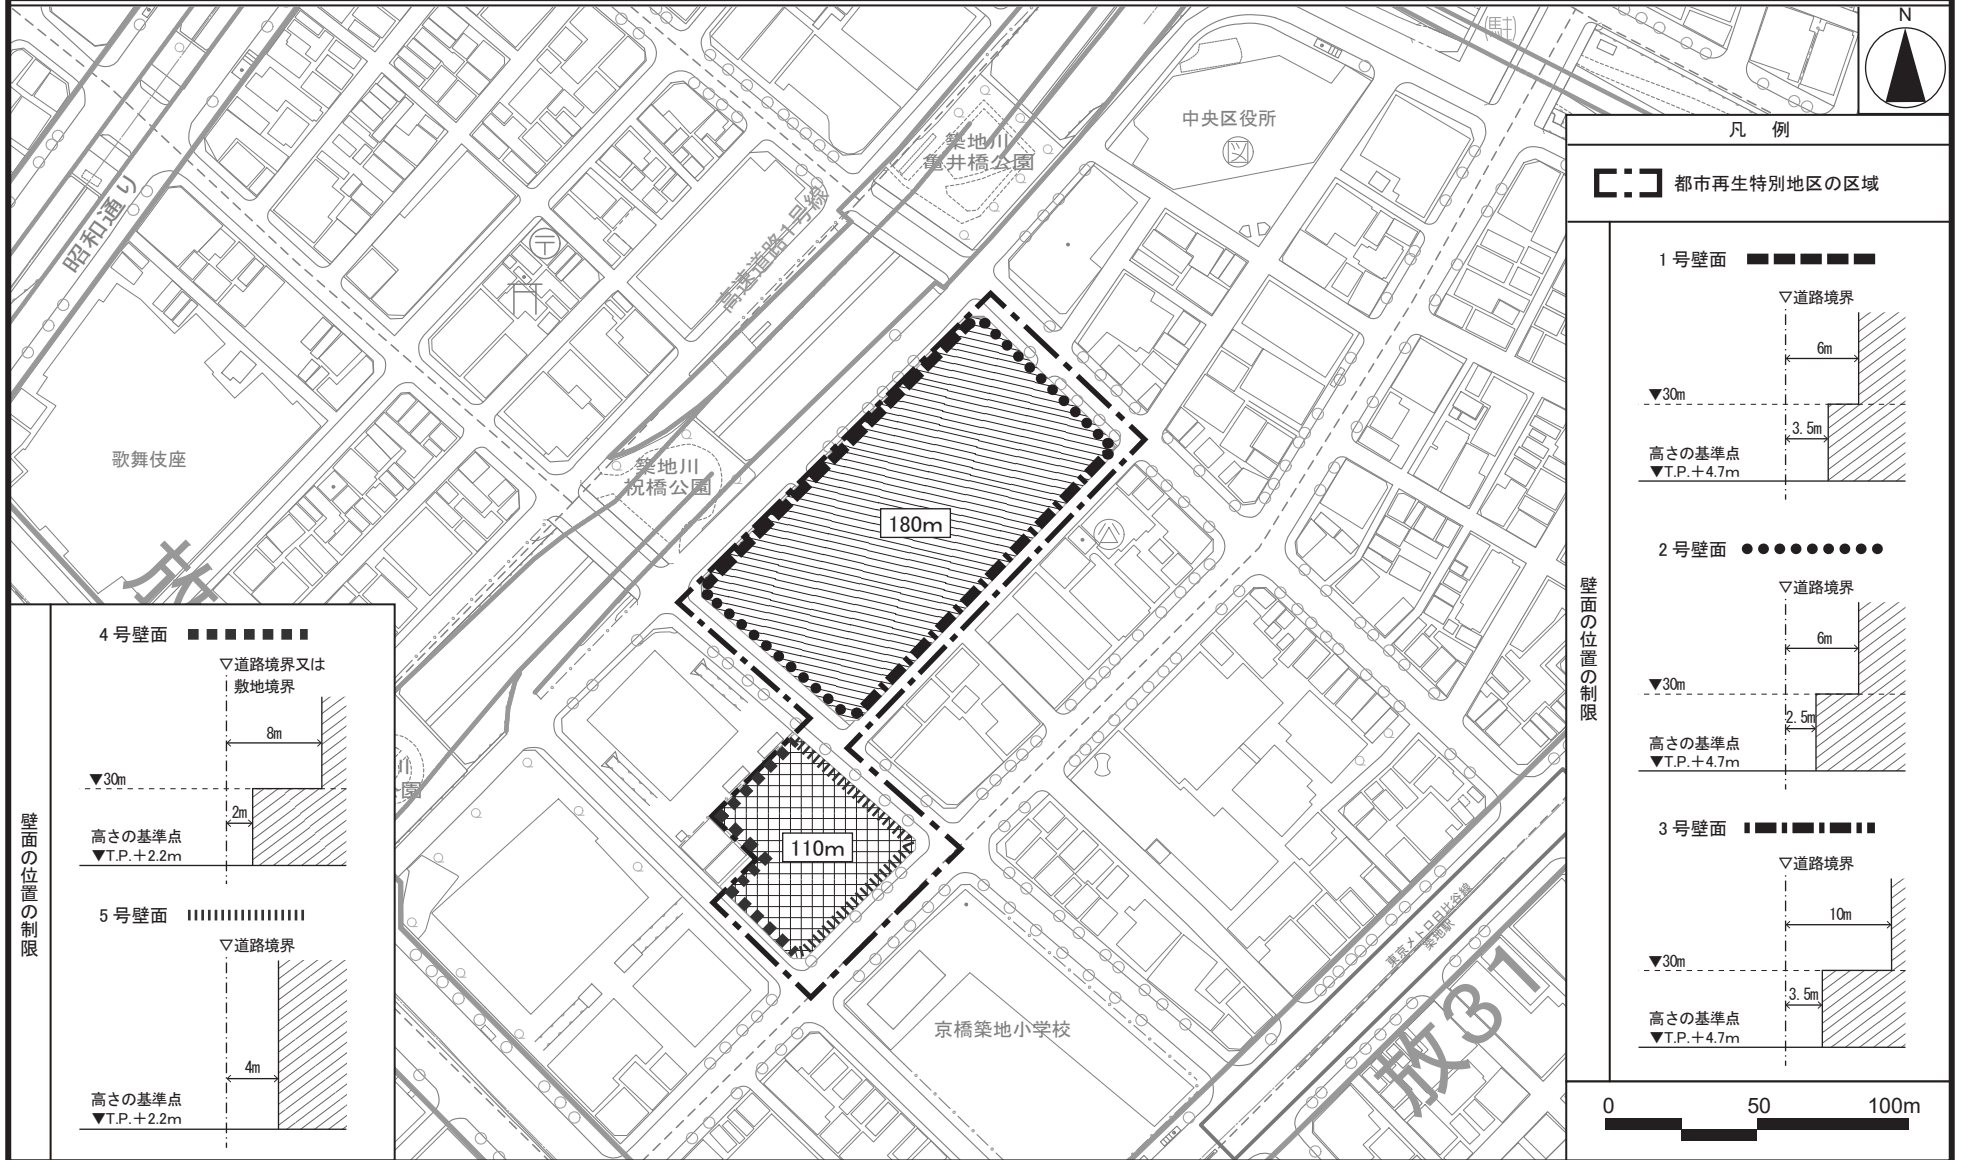 N
凡 例
都市再生特別地区の区域
壁面の位置の制限
1号壁面
▽道路境界
6m
▼30m
3.5m
高さの基準点
▼T.P.+4.7m
2号壁面
▽道路境界
6m
▼30m
2.5m
高さの基準点
▼T.P.+4.7m
3号壁面
▽道路境界
10m
▼30m
3.5m
高さの基準点
▼T.P.+4.7m
0 50 100m
壁面の位置の制限
4号壁面
▽道路境界又は
敷地境界
8m
▼30m
2m
高さの基準点
▼T.P.+2.2m
5号壁面
▽道路境界
4m
高さの基準点
▼T.P.+2.2m
(駐)
中央区役所
築地川
亀井橋公園
昭和通り
高速道路1号線
歌舞伎座
築地川
祝橋公園
180m
110m
放
川
園
京橋築地小学校
東京メトロ日比谷線
築地駅
放31